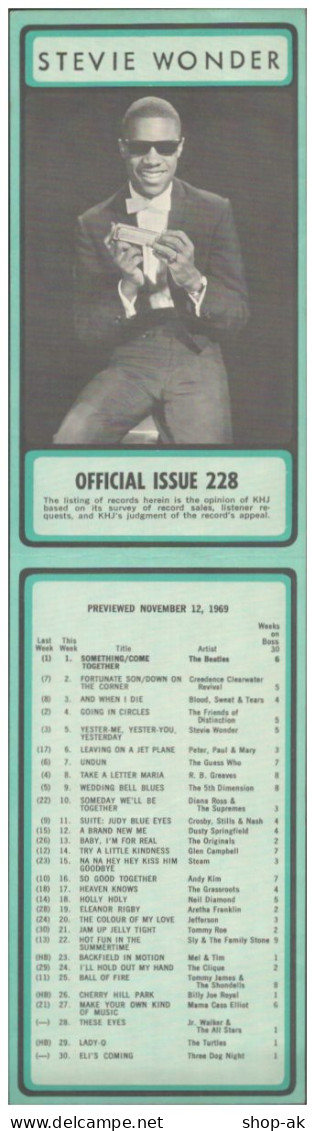 STEVIE WONDER
OFFICIAL ISSUE 228
The listing of records herein is the opinion of KHJ
based on its survey of record sales, listener re-
quests, and KHJ's judgment of the record's appeal.
PREVIEWED NOVEMBER 12, 1969
Weeks
on
Last This Boss
Week Week Title Artist 30
(1) 1. SOMETHING/COME The Beatles 6
TOGETHER
(7) 2. FORTUNATE SON/DOWN ON Creedence Clearwater
THE CORNER Revival 5
(8) 3. AND WHEN I DIE Blood, Sweat & Tears 4
(2) 4. GOING IN CIRCLES The Friends of
Distinction 5
(3) 5. YESTER-ME, YESTER-YOU, Stevie Wonder 5
YESTERDAY
(17) 6. LEAVING ON A JET PLANE Peter, Paul & Mary 3
(6) 7. UNDUN The Guess Who 7
(4) 8. TAKE A LETTER MARIA R. B. Greaves 8
(5) 9. WEDDING BELL BLUES The 5th Dimension 8
(22) 10. SOMEDAY WE'LL BE Diana Ross &
TOGETHER The Supremes 3
(9) 11. SUITE: JUDY BLUE EYES Crosby, Stills & Nash 4
(15) 12. A BRAND NEW ME Dusty Springfield 4
(26) 13. BABY, I'M FOR REAL The Originals 2
(12) 14. TRY A LITTLE KINDNESS Glen Campbell 7
(23) 15. NA NA HEY HEY KISS HIM Steam 3
GOODBYE
(10) 16. SO GOOD TOGETHER Andy Kim 7
(18) 17. HEAVEN KNOWS The Grassroots 4
(14) 18. HOLLY HOLY Neil Diamond 5
(28) 19. ELEANOR RIGBY Aretha Franklin 2
(24) 20. THE COLOUR OF MY LOVE Jefferson 3
(30) 21. JAM UP JELLY TIGHT Tommy Roe 2
(13) 22. HOT FUN IN THE Sly & The Family Stone 9
SUMMERTIME
(HB) 23. BACKFIELD IN MOTION Mel & Tim 1
(29) 24. I'LL HOLD OUT MY HAND The Clique 2
(11) 25. BALL OF FIRE Tommy James &
The Shondells 8
(HB) 26. CHERRY HILL PARK Billy Joe Royal 1
(21) 27. MAKE YOUR OWN KIND Mama Cass Elliot 6
OF MUSIC
(—) 28. THESE EYES Jr. Walker &
The All Stars 1
(HB) 29. LADY-O The Turtles 1
(—) 30. ELI'S COMING Three Dog Night 1
www.delcampe.net
shop-ak